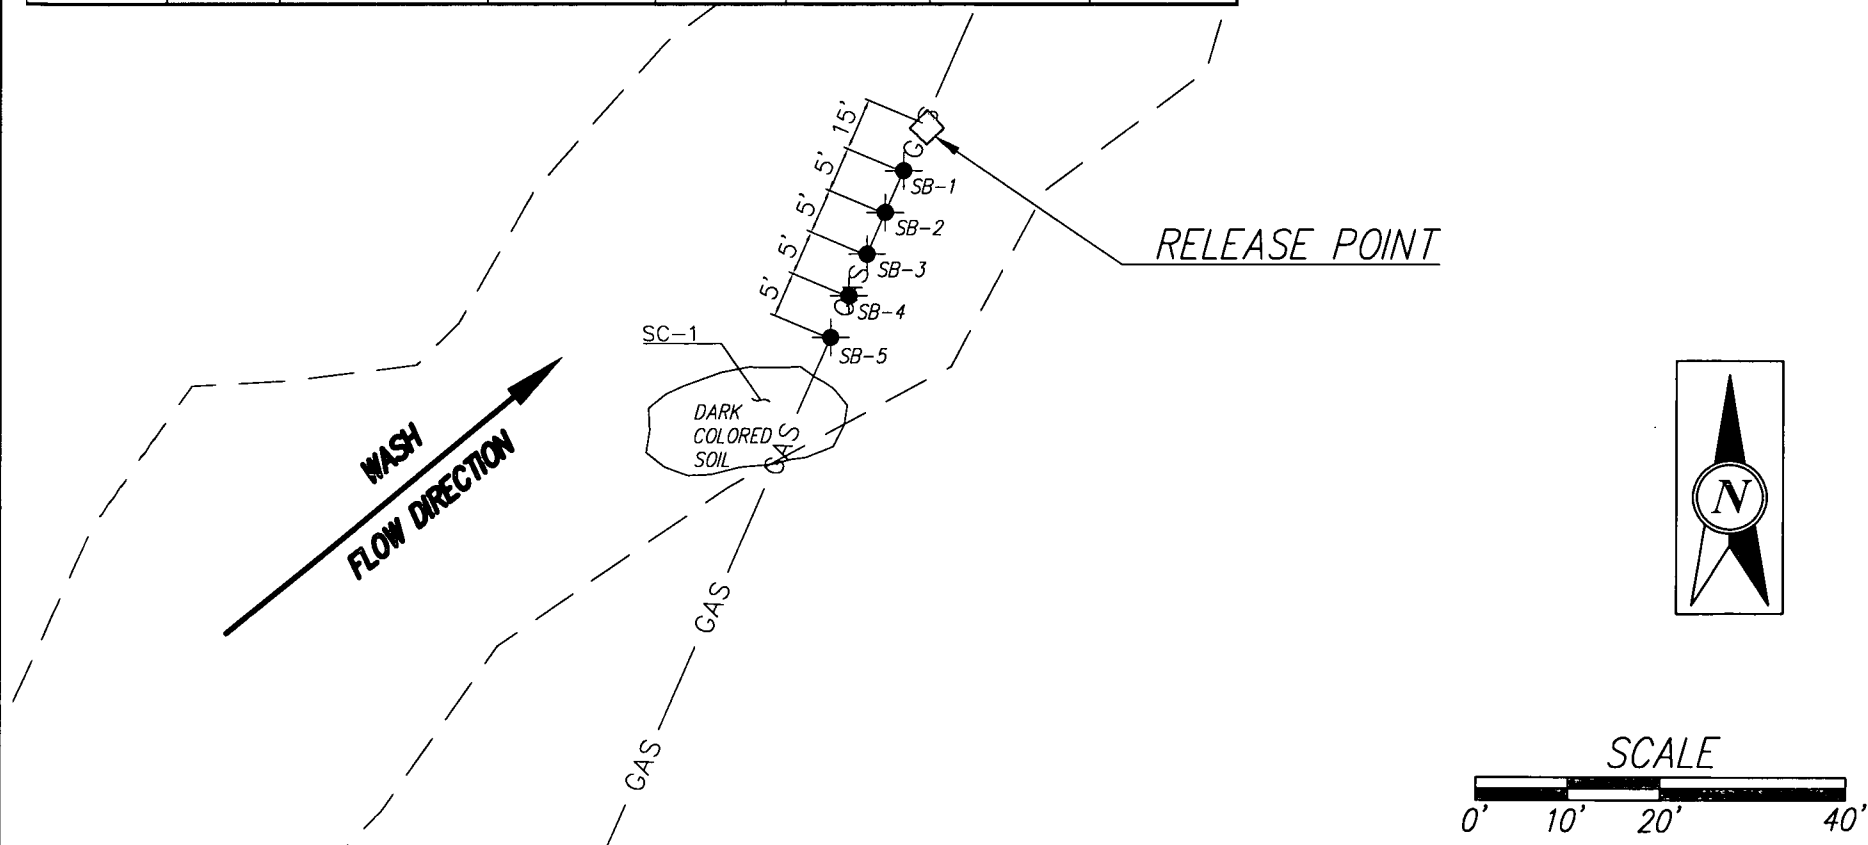 GAS
15'
5'
5'
5'
5'
SB-1
SB-2
SB-3
SB-4
SB-5
GAS
RELEASE POINT
SC-1
DARK
COLORED
SOIL
GAS
WASH
FLOW DIRECTION
GAS
GAS
N
SCALE
0' 10' 20' 40'